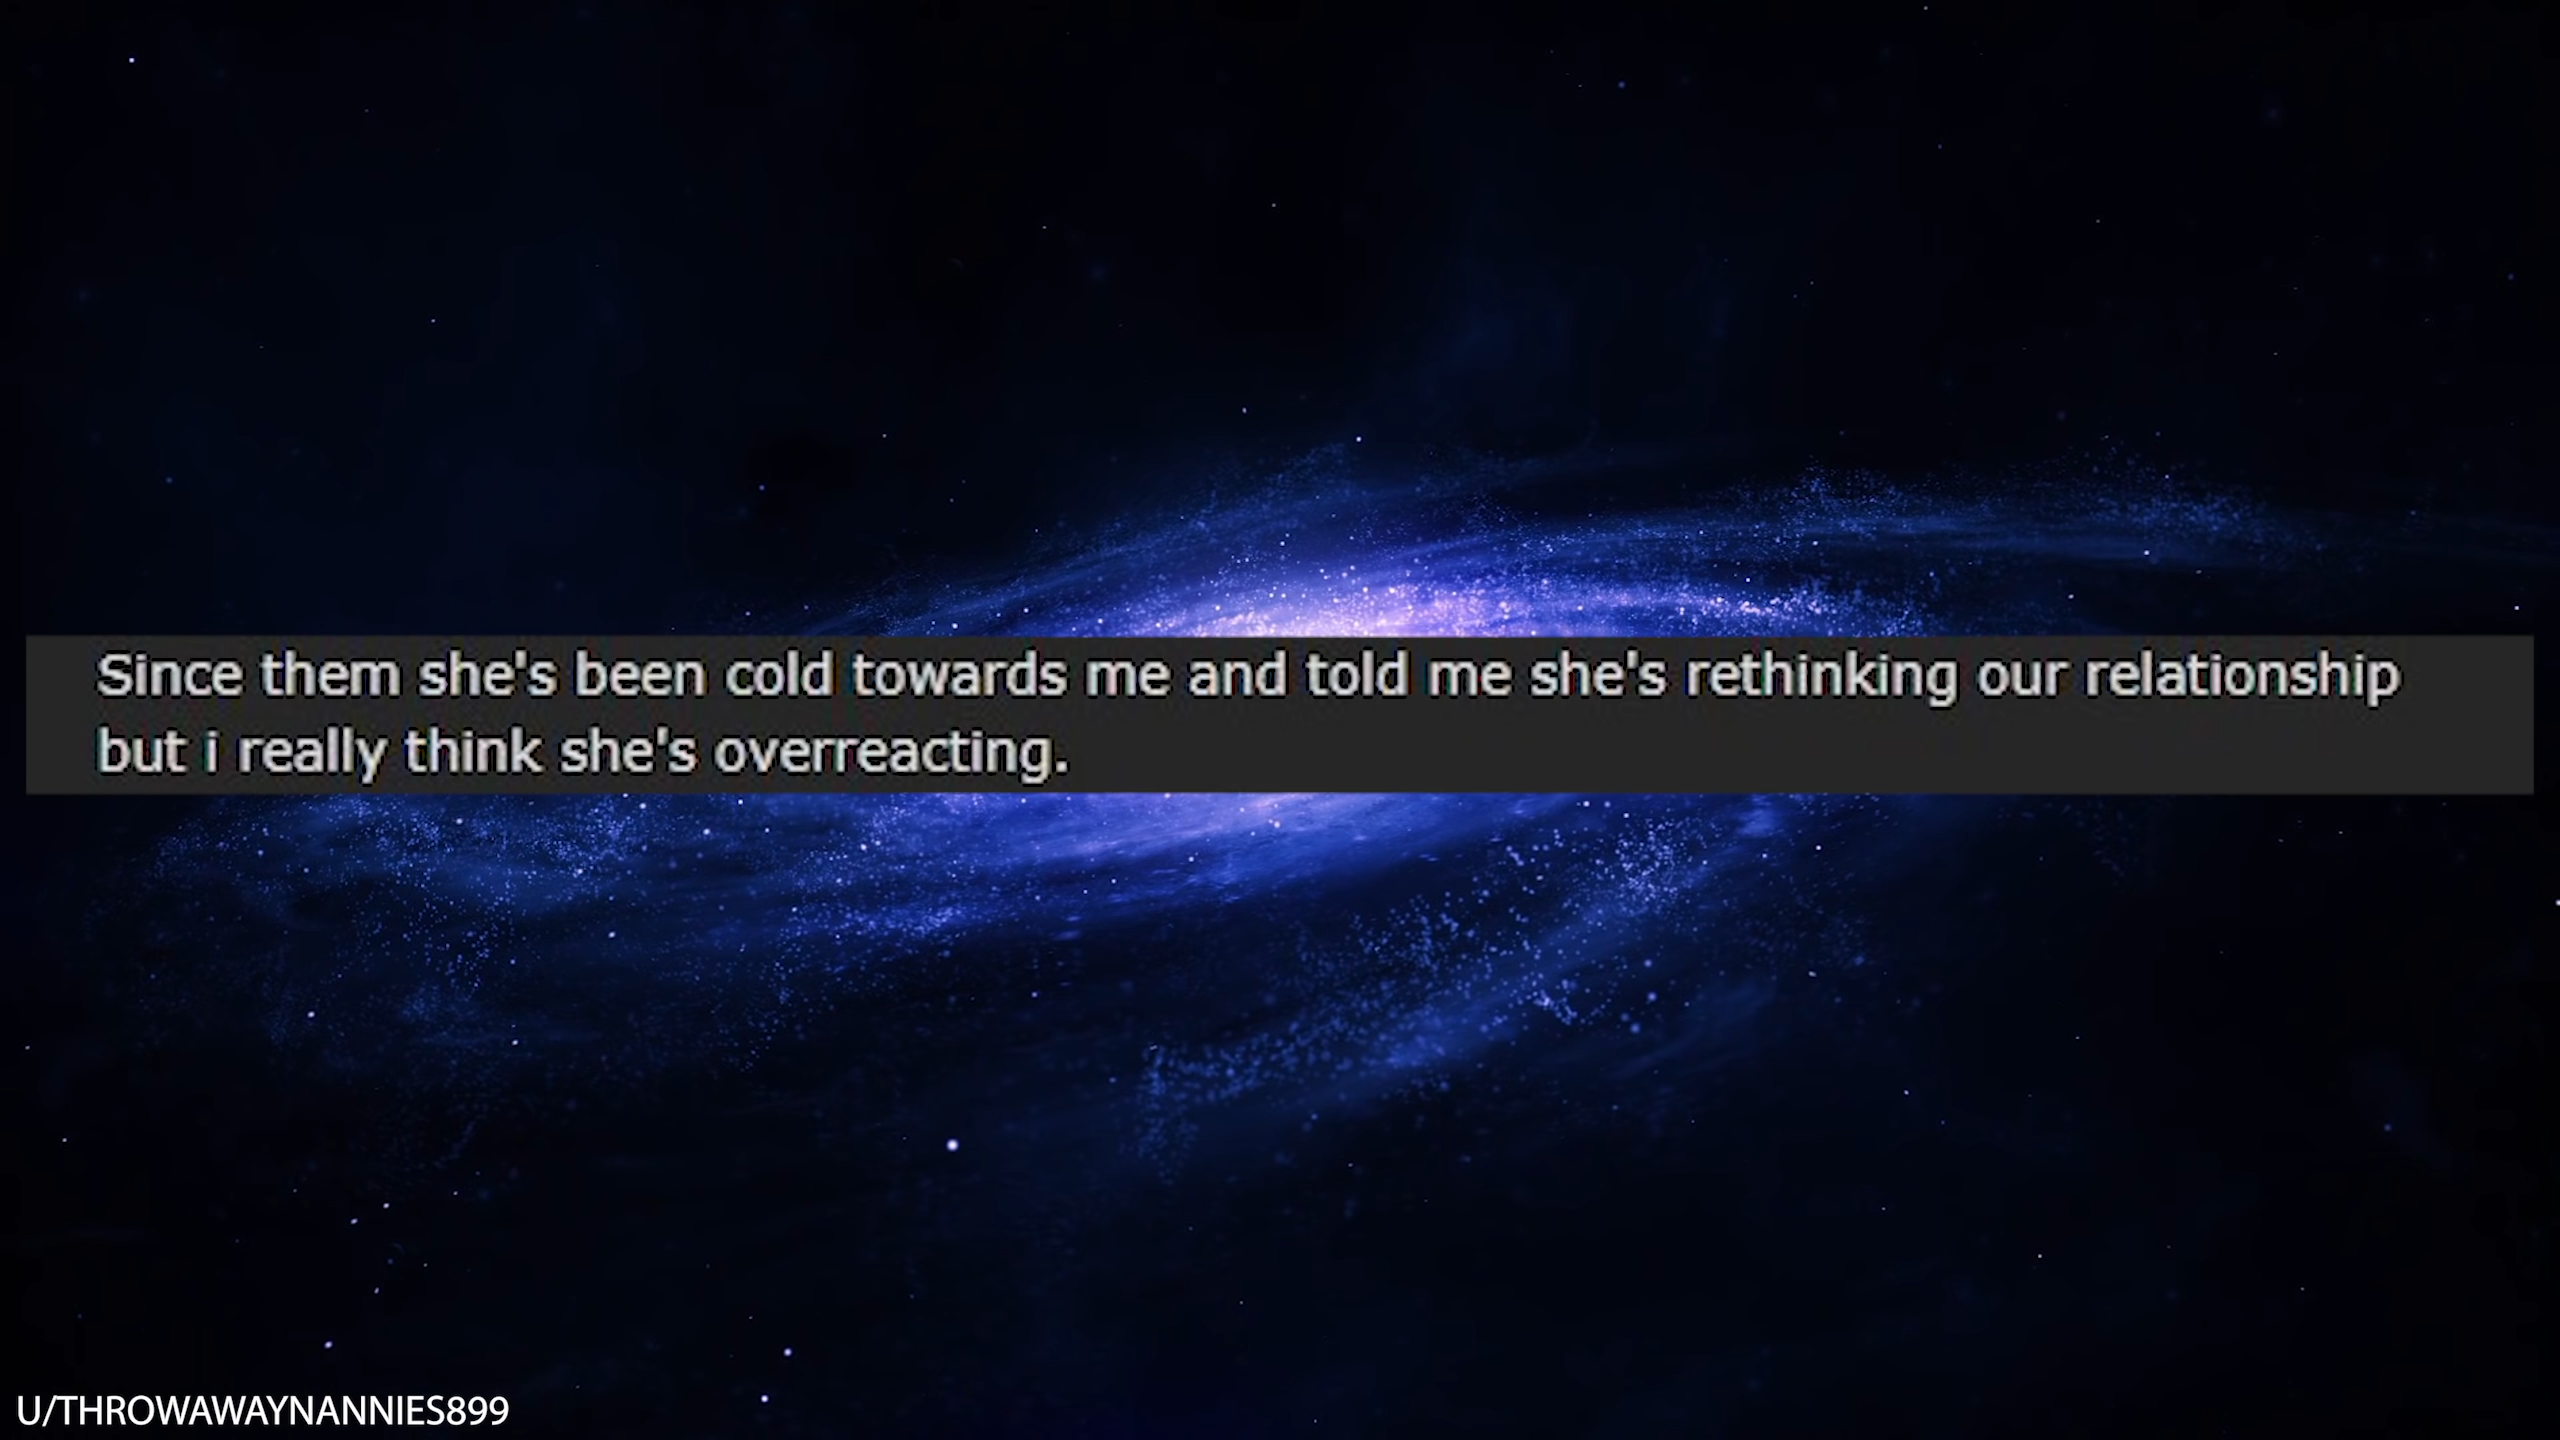 Since them she's been cold towards me and told me she's rethinking our relationship
but i really think she's overreacting.
U/THROWAWAYNANNIES899